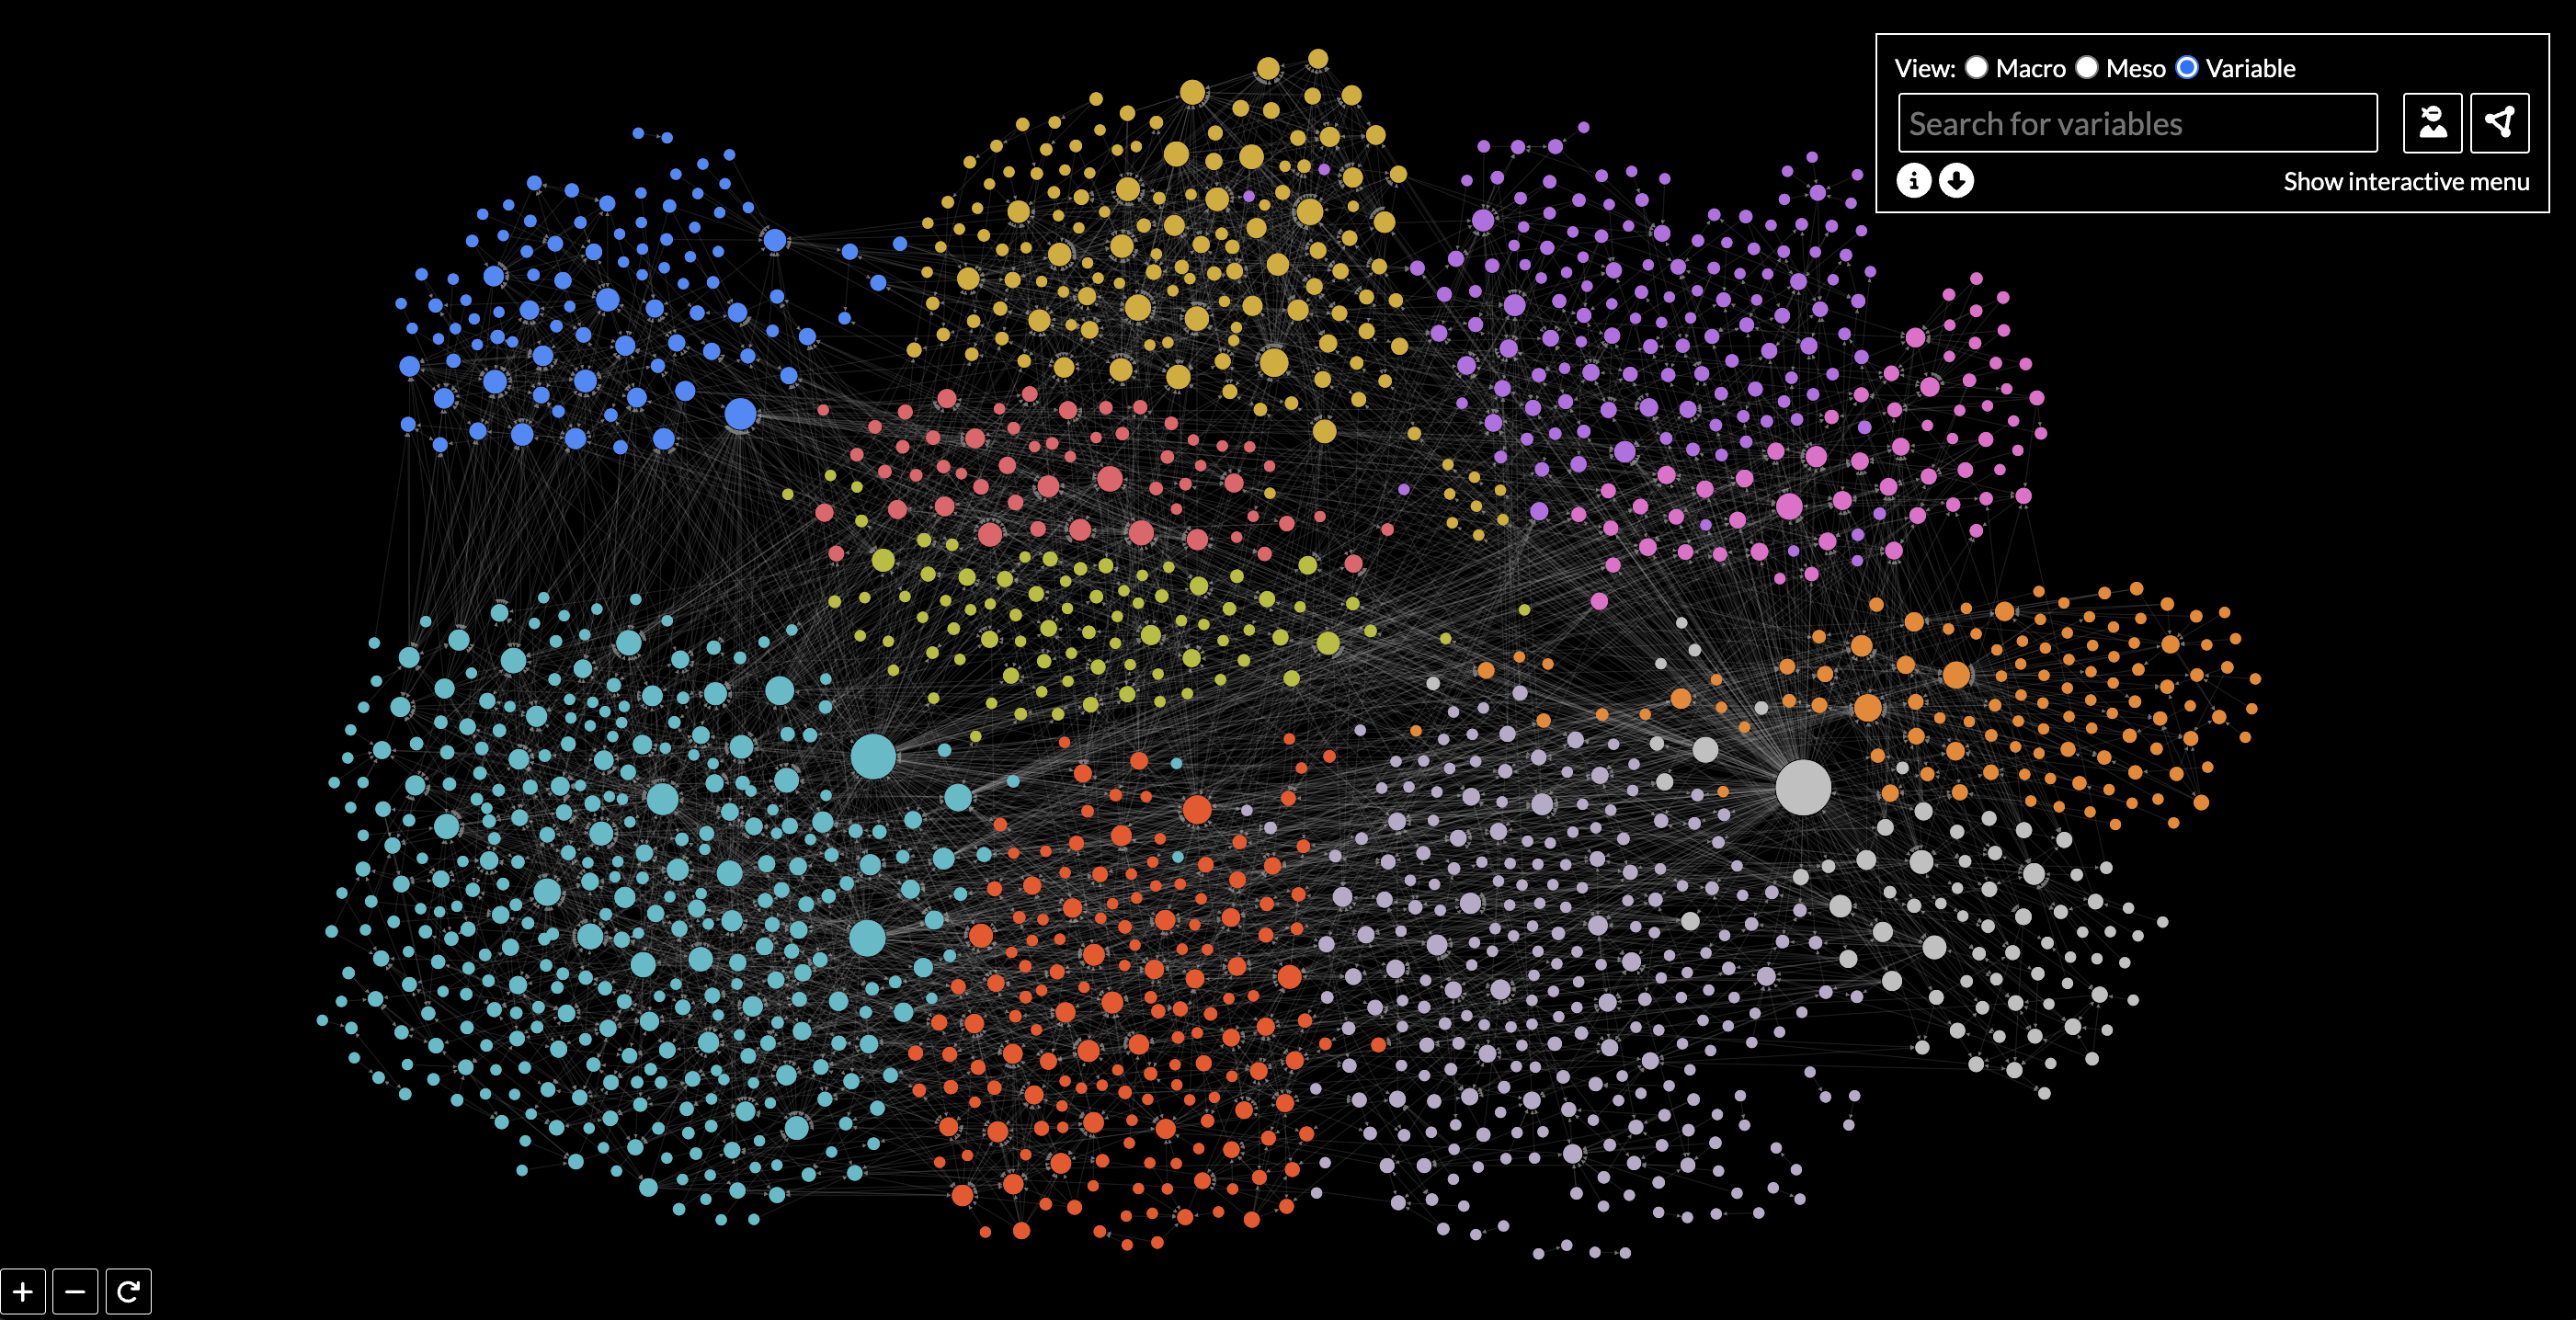 View: Macro Meso Variable
Search for variables
Show interactive menu